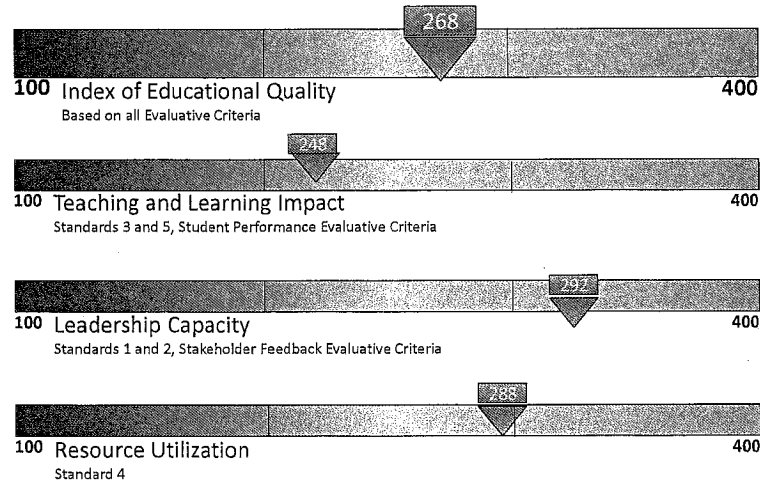 268
100 400
Index of Educational Quality
Based on all Evaluative Criteria
248
100 400
Teaching and Learning Impact
Standards 3 and 5, Student Performance Evaluative Criteria
292
100 400
Leadership Capacity
Standards 1 and 2, Stakeholder Feedback Evaluative Criteria
288
100 400
Resource Utilization
Standard 4